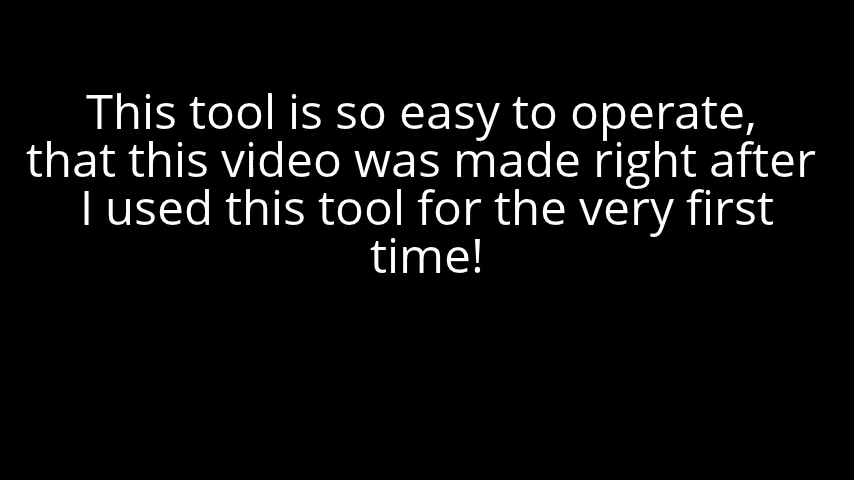 This tool is so easy to operate,
that this video was made right after
I used this tool for the very first
time!